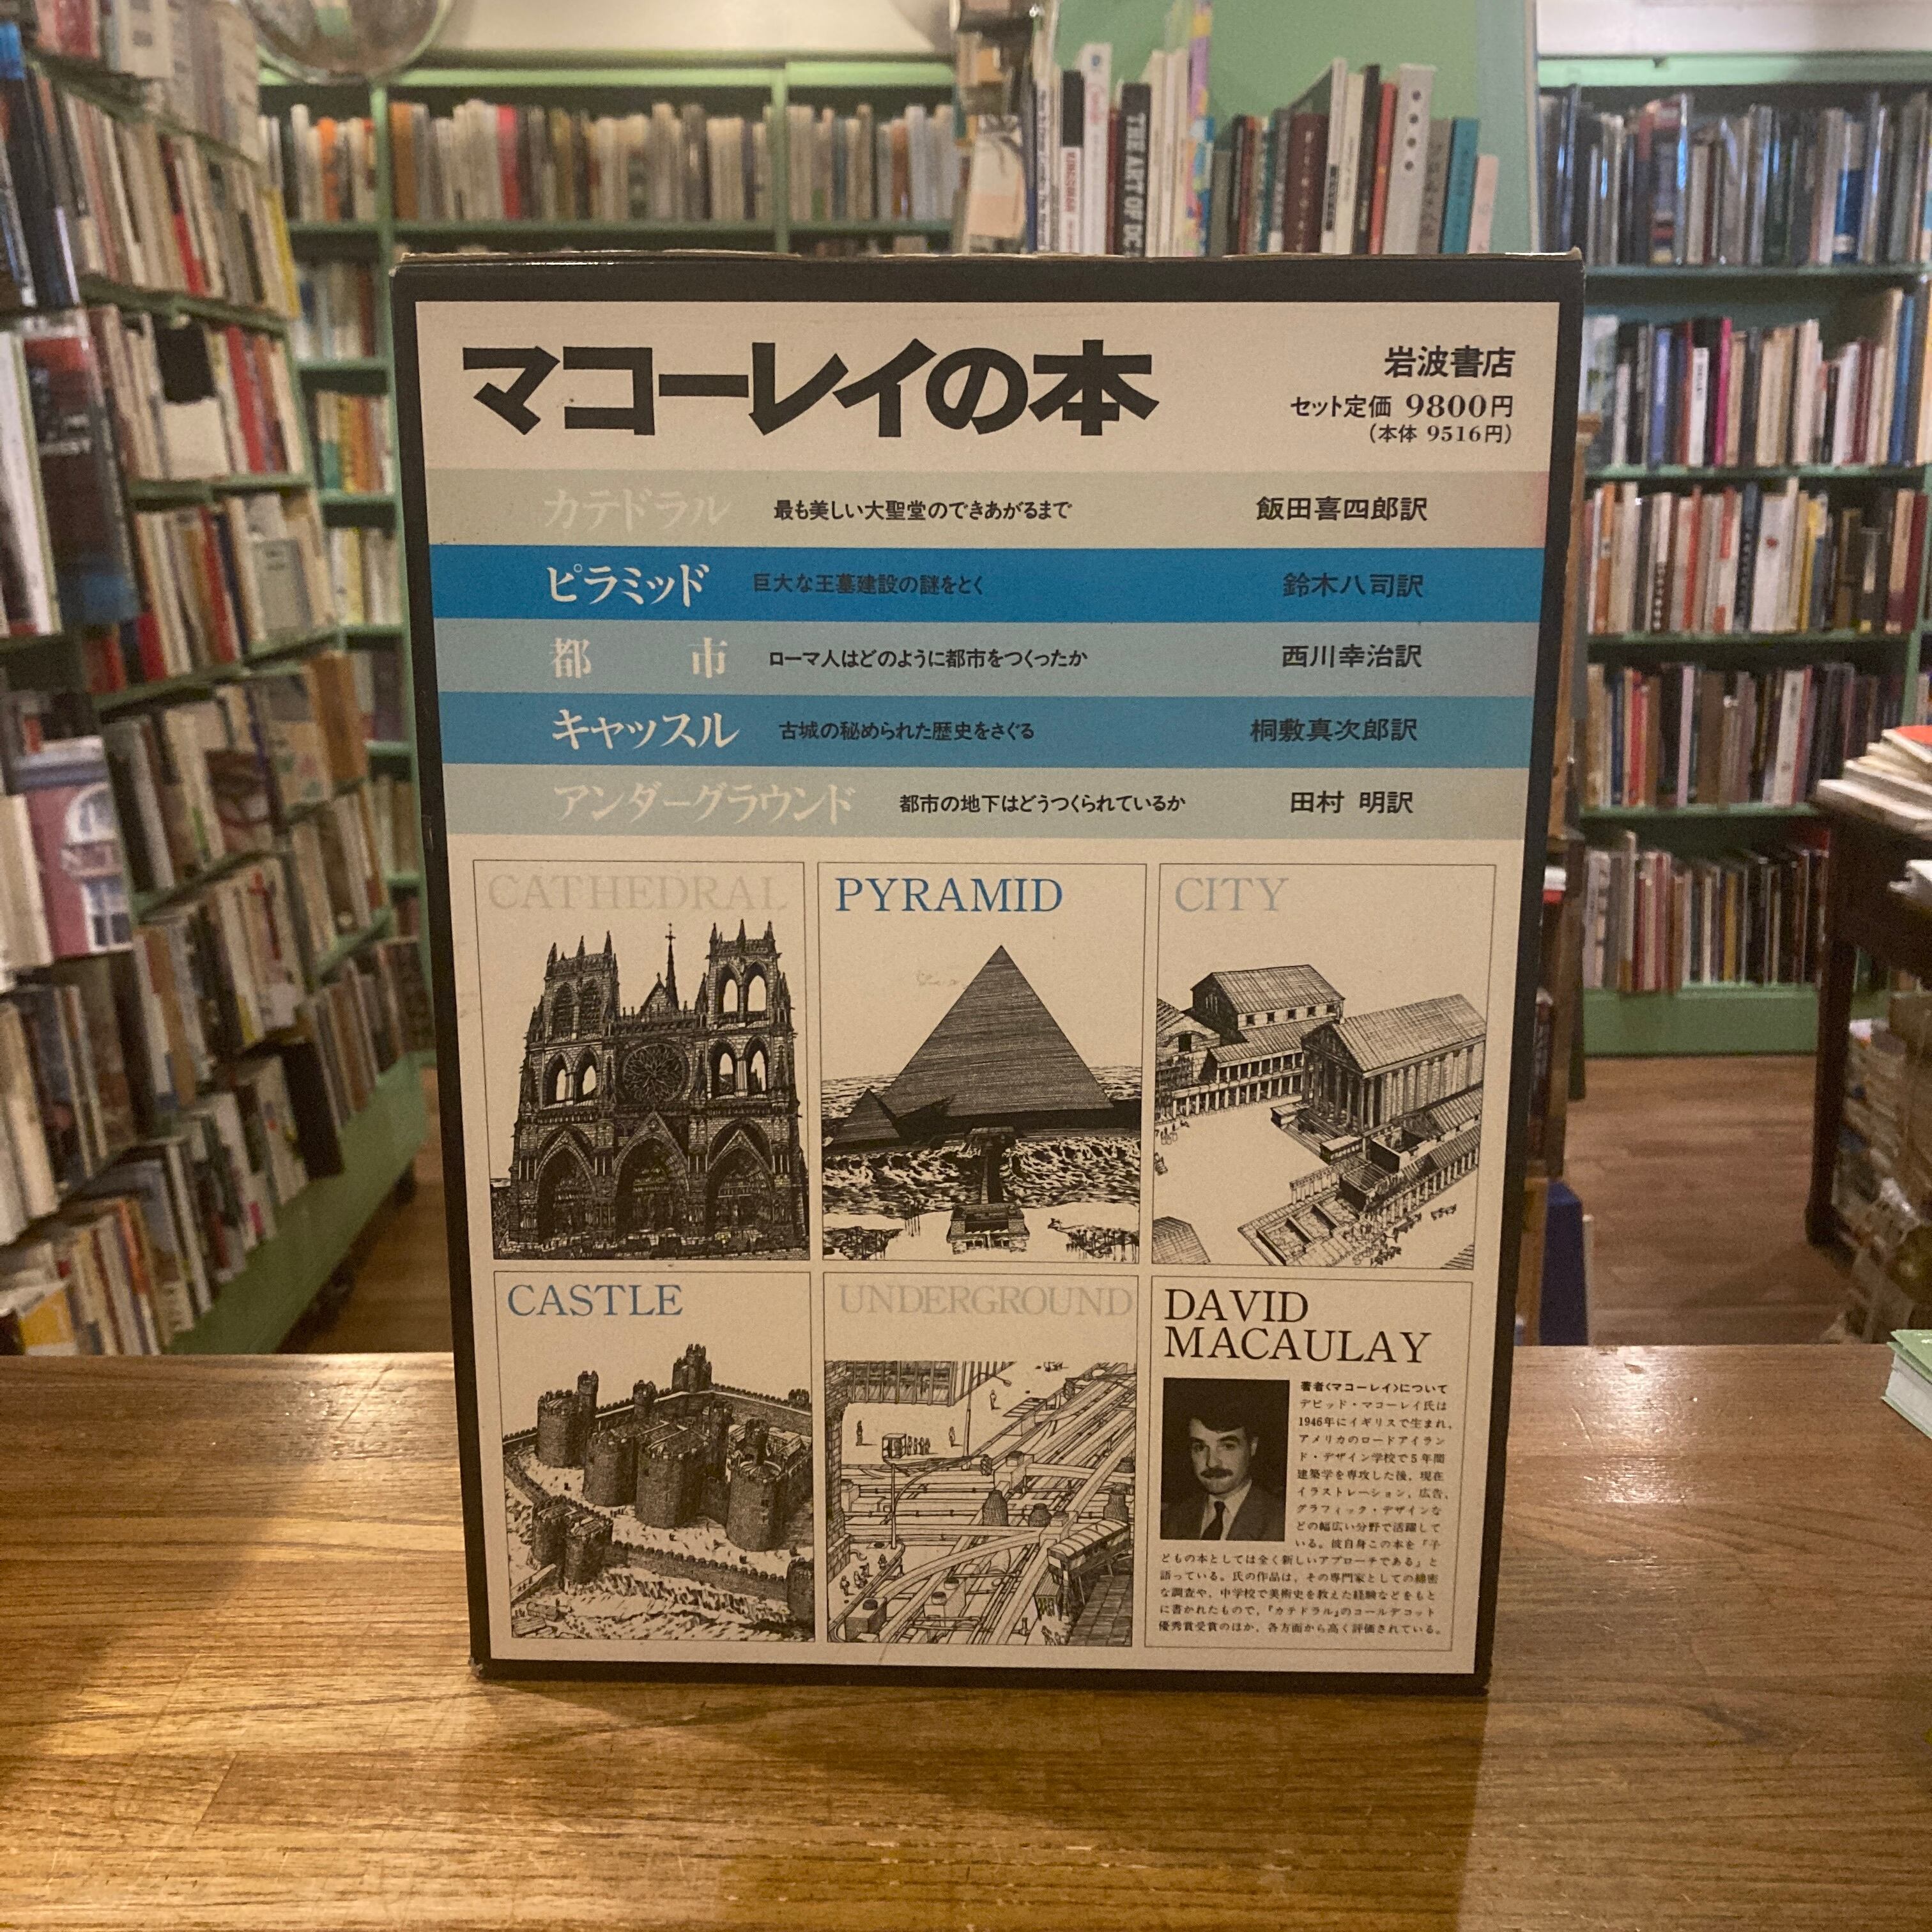 マコーレイの本
岩波書店
セット定価 9800円
(本体 9516円)
カテドラル 最も美しい大聖堂のできあがるまで 飯田喜四郎訳
ピラミッド 巨大な王墓建設の謎をとく 鈴木八司訳
都 市 ローマ人はどのように都市をつくったか 西川幸治訳
キャッスル 古城の秘められた歴史をさぐる 桐敷真次郎訳
アンダーグラウンド 都市の地下はどうつくられているか 田村 明訳
CATHEDRAL
PYRAMID
CITY
CASTLE
UNDERGROUND
DAVID
MACAULAY
著者〈マコーレイ〉について
デビッド・マコーレイ氏は
1946年にイギリスで生まれ,
アメリカのロードアイラン
ド・デザイン学校で5年間
建築学を専攻した後, 現在
イラストレーション, 広告,
グラフィック・デザインな
どの幅広い分野で活躍して
いる。彼自身この本を『子
どもの本としては全く新しいアプローチである』と
語っている。氏の作品は, その専門家としての綿密
な調査や, 中学校で美術史を教えた経験などをもと
に書かれたもので,『カテドラル』のコールデコット
優秀賞受賞のほか, 各方面から高く評価されている。
THE ART OF DC